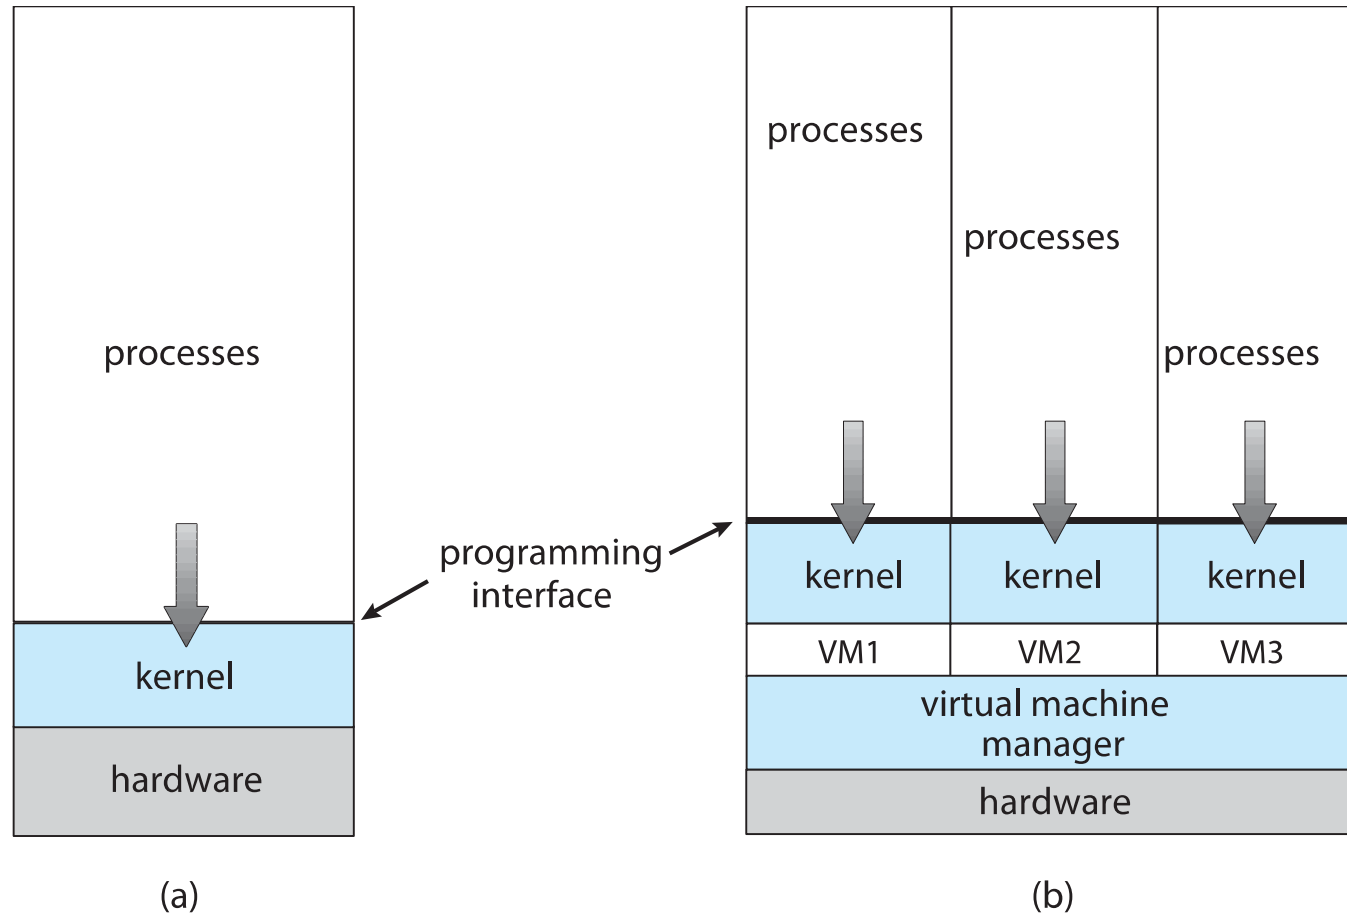 processes
kernel
hardware
(a)
programming
interface
processes
processes
processes
kernel
kernel
kernel
VM1
VM2
VM3
virtual machine
manager
hardware
(b)